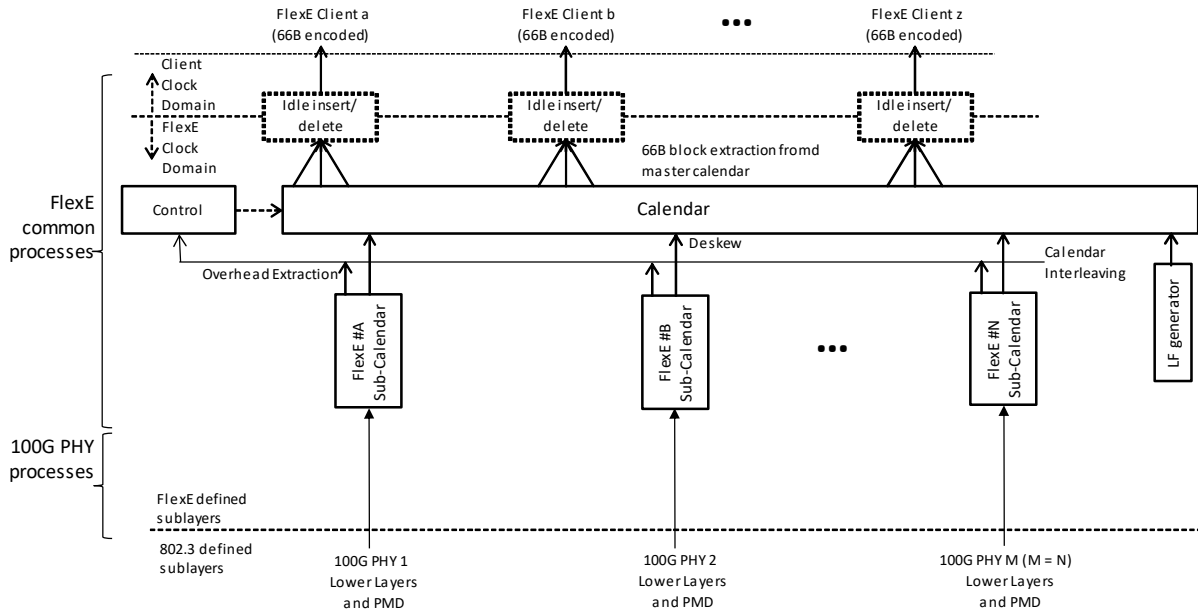 FlexE Client a
(66B encoded)
FlexE Client b
(66B encoded)
...
FlexE Client z
(66B encoded)
Client
Clock
Domain
FlexE
Clock
Domain
Idle insert/
delete
Idle insert/
delete
Idle insert/
delete
66B block extraction fromd
master calendar
FlexE
common
processes
Control
Calendar
Deskew
Overhead Extraction
Calendar
Interleaving
FlexE #A
Sub-Calendar
FlexE #B
Sub-Calendar
...
FlexE #N
Sub-Calendar
LF generator
100G PHY
processes
FlexE defined
sublayers
802.3 defined
sublayers
100G PHY 1
Lower Layers
and PMD
100G PHY 2
Lower Layers
and PMD
100G PHY M (M = N)
Lower Layers
and PMD